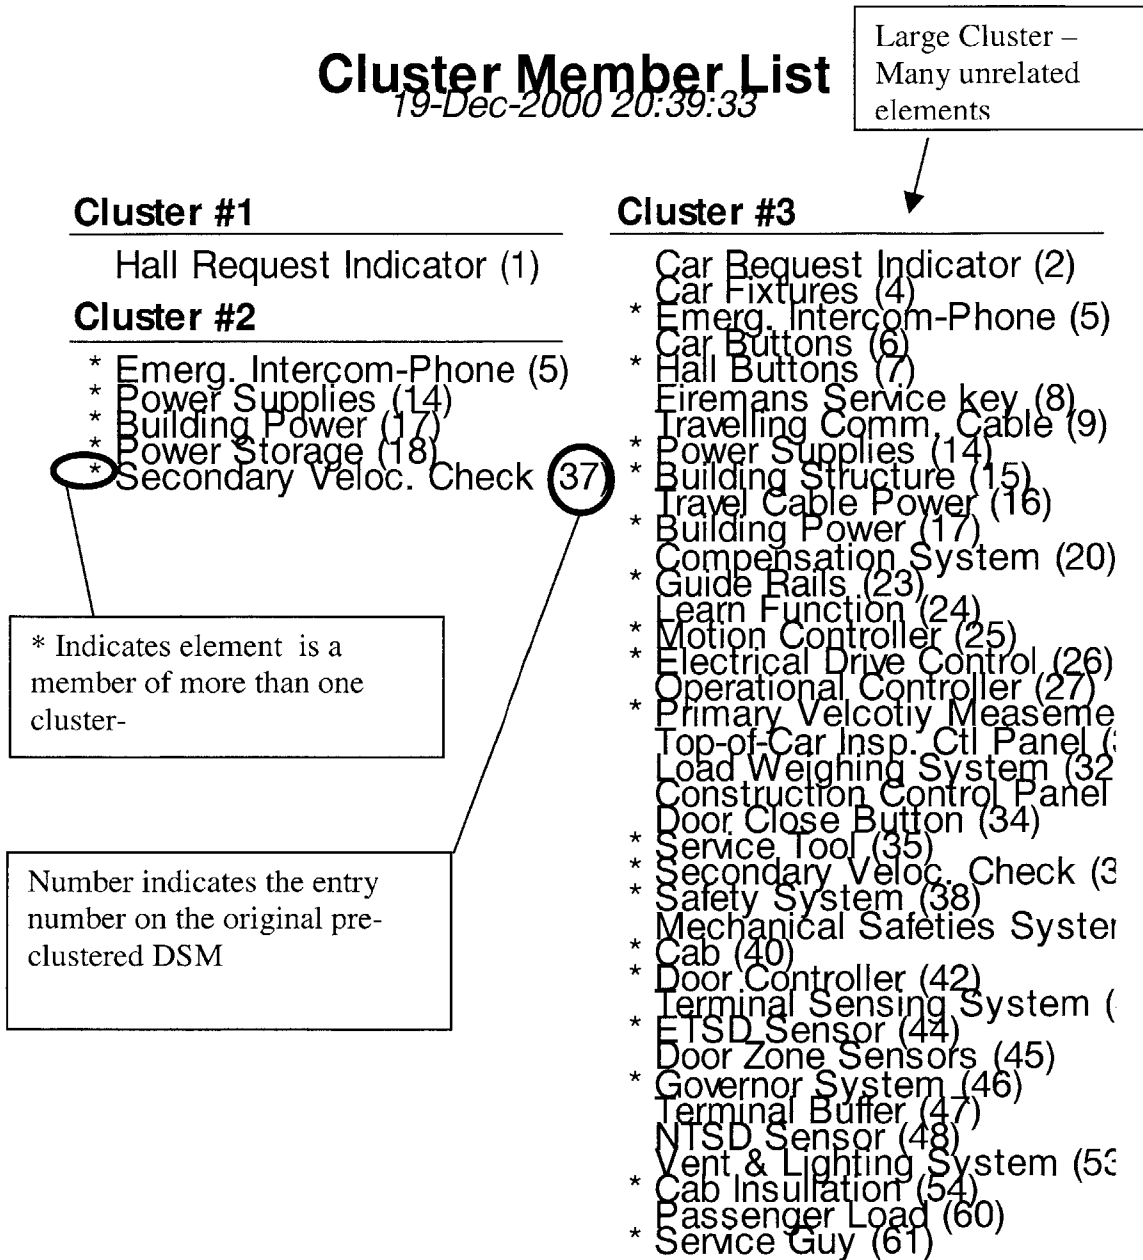 Cluster Member List
19-Dec-2000 20:39:33
Large Cluster –
Many unrelated
elements
Cluster #1
Hall Request Indicator (1)
Cluster #2
* Emerg. Intercom-Phone (5)
* Power Supplies (14)
* Building Power (17)
* Power Storage (18)
* Secondary Veloc. Check (37)
* Indicates element is a
member of more than one
cluster-
Number indicates the entry
number on the original pre-
clustered DSM
Cluster #3
Car Request Indicator (2)
Car Fixtures (4)
* Emerg. Intercom-Phone (5)
Car Buttons (6)
* Hall Buttons (7)
Firemans Service key (8)
Travelling Comm. Cable (9)
* Power Supplies (14)
* Building Structure (15)
Travel Cable Power (16)
* Building Power (17)
Compensation System (20)
* Guide Rails (23)
Learn Function (24)
* Motion Controller (25)
* Electrical Drive Control (26)
Operational Controller (27)
* Primary Velcotiy Measeme
Top-of-Car Insp. Ctl Panel (
Load Weighing System (32
Construction Control Panel
Door Close Button (34)
* Service Tool (35)
* Secondary Veloc. Check (3
* Safety System (38)
Mechanical Safeties System
* Cab (40)
* Door Controller (42)
Terminal Sensing System (
* ETSD Sensor (44)
Door Zone Sensors (45)
* Governor System (46)
Terminal Buffer (47)
NTSD Sensor (48)
Vent & Lighting System (53
* Cab Insullation (54)
Passenger Load (60)
* Service Guy (61)